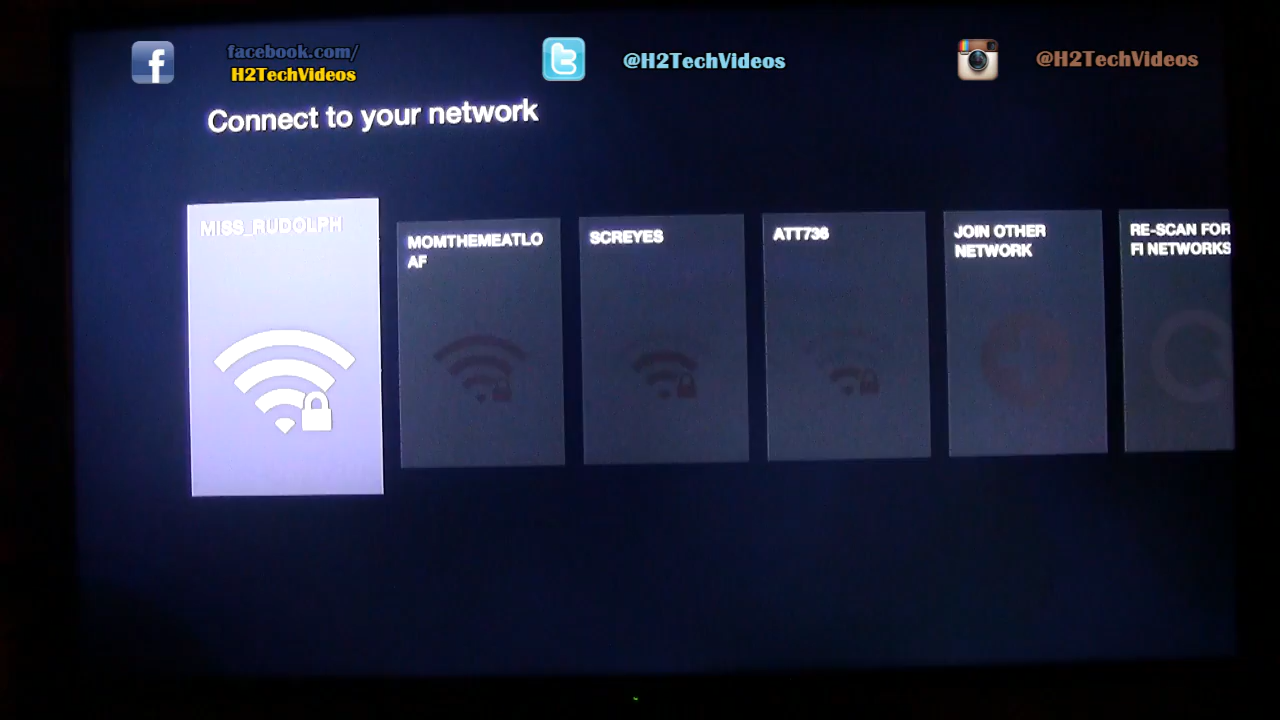 facebook.com/
H2TechVideos
@H2TechVideos
@H2TechVideos
Connect to your network
MISS_RUDOLPH
MOMTHEMEATLO
AF
SCREYES
ATT736
JOIN OTHER
NETWORK
RE-SCAN FOR
FI NETWORKS